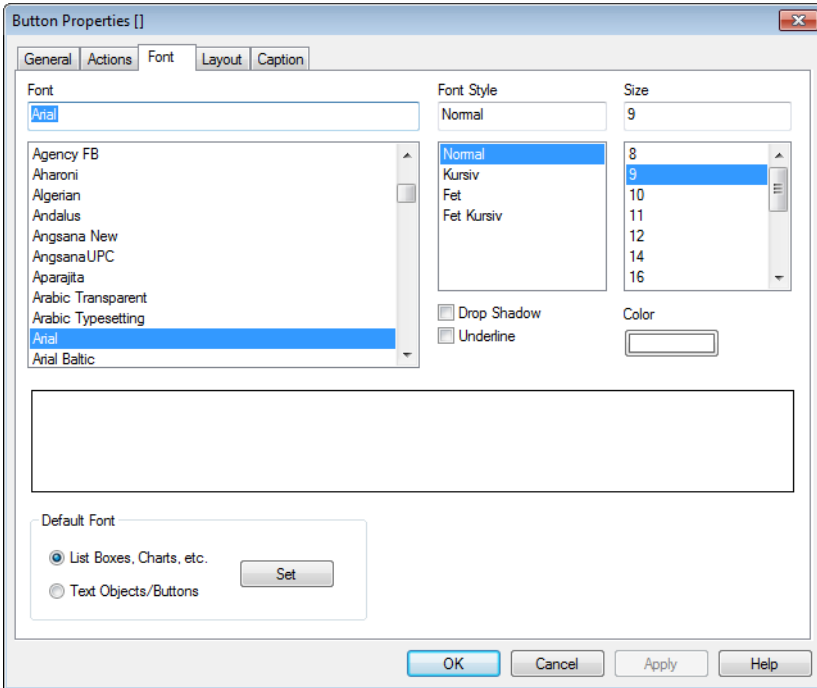 Button Properties []
General Actions Font Layout Caption
Font Font Style Size
Arial Normal 9
Agency FB
Aharoni
Algerian
Andalus
Angsana New
AngsanaUPC
Aparajita
Arabic Transparent
Arabic Typesetting
Arial
Arial Baltic
Normal
Kursiv
Fet
Fet Kursiv
8
9
10
11
12
14
16
Drop Shadow
Underline
Color
Default Font
List Boxes, Charts, etc.
Text Objects/Buttons
Set
OK Cancel Apply Help